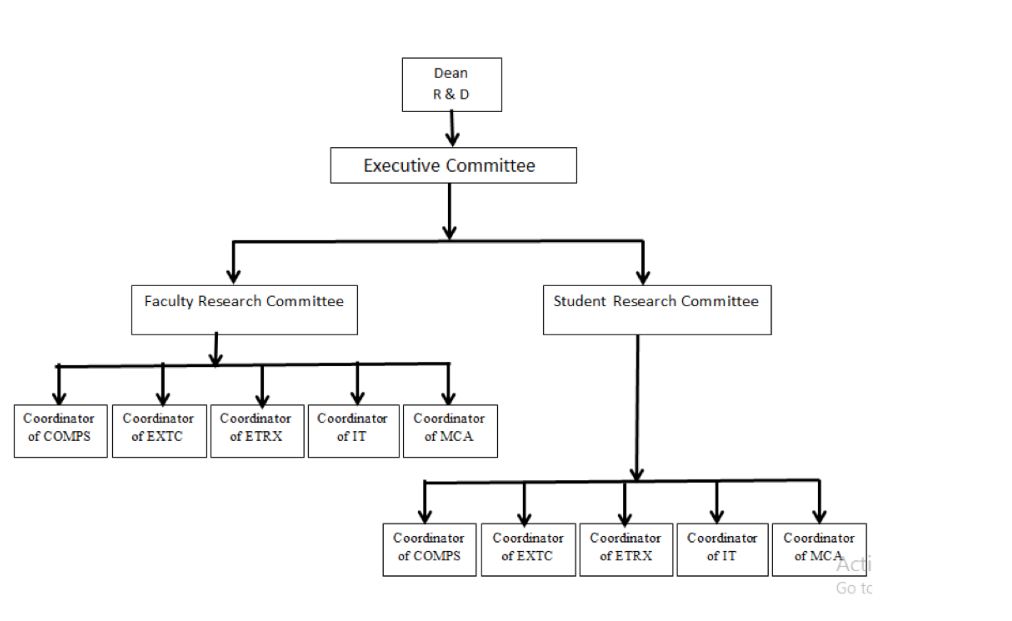 Dean
R & D
Executive Committee
Faculty Research Committee
Student Research Committee
Coordinator
of COMPS
Coordinator
of EXTC
Coordinator
of ETRX
Coordinator
of IT
Coordinator
of MCA
Coordinator
of COMPS
Coordinator
of EXTC
Coordinator
of ETRX
Coordinator
of IT
Coordinator
of MCA
Acti
Go to